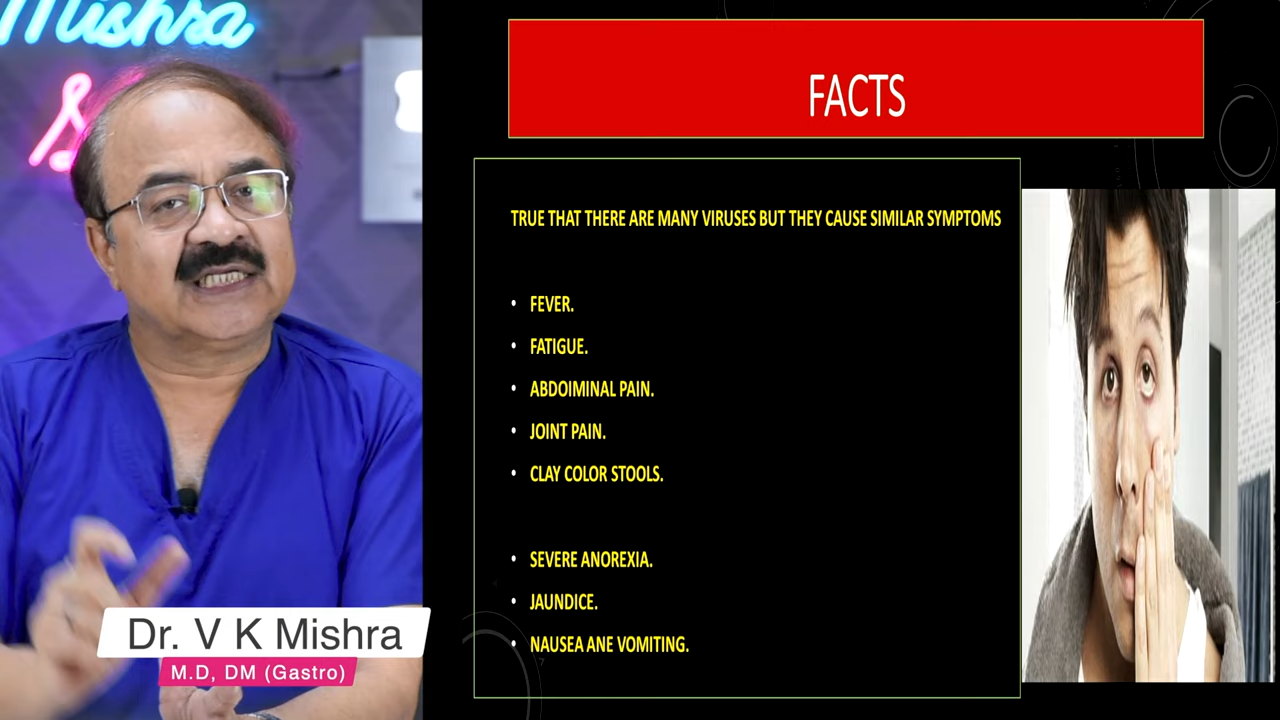 Mishra
FACTS
TRUE THAT THERE ARE MANY VIRUSES BUT THEY CAUSE SIMILAR SYMPTOMS
• FEVER.
• FATIGUE.
• ABDOIMINAL PAIN.
• JOINT PAIN.
• CLAY COLOR STOOLS.
• SEVERE ANOREXIA.
• JAUNDICE.
• NAUSEA ANE VOMITING.
7
Dr. V K Mishra
M.D, DM (Gastro)